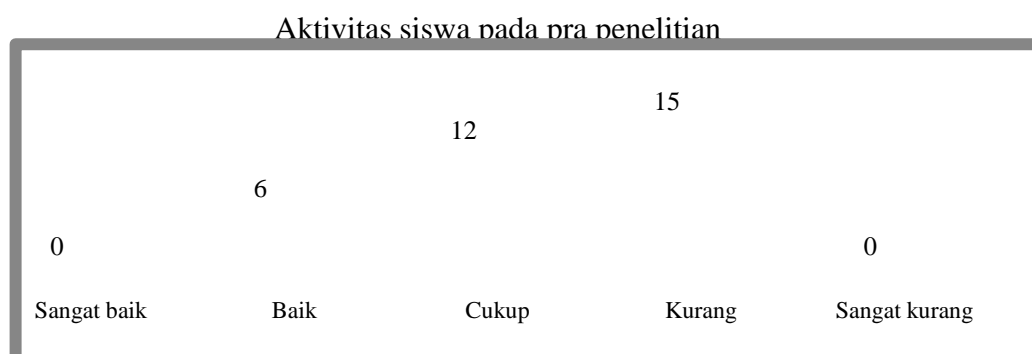 Aktivitas siswa pada pra penelitian
15
12
6
0 0
Sangat baik Baik Cukup Kurang Sangat kurang